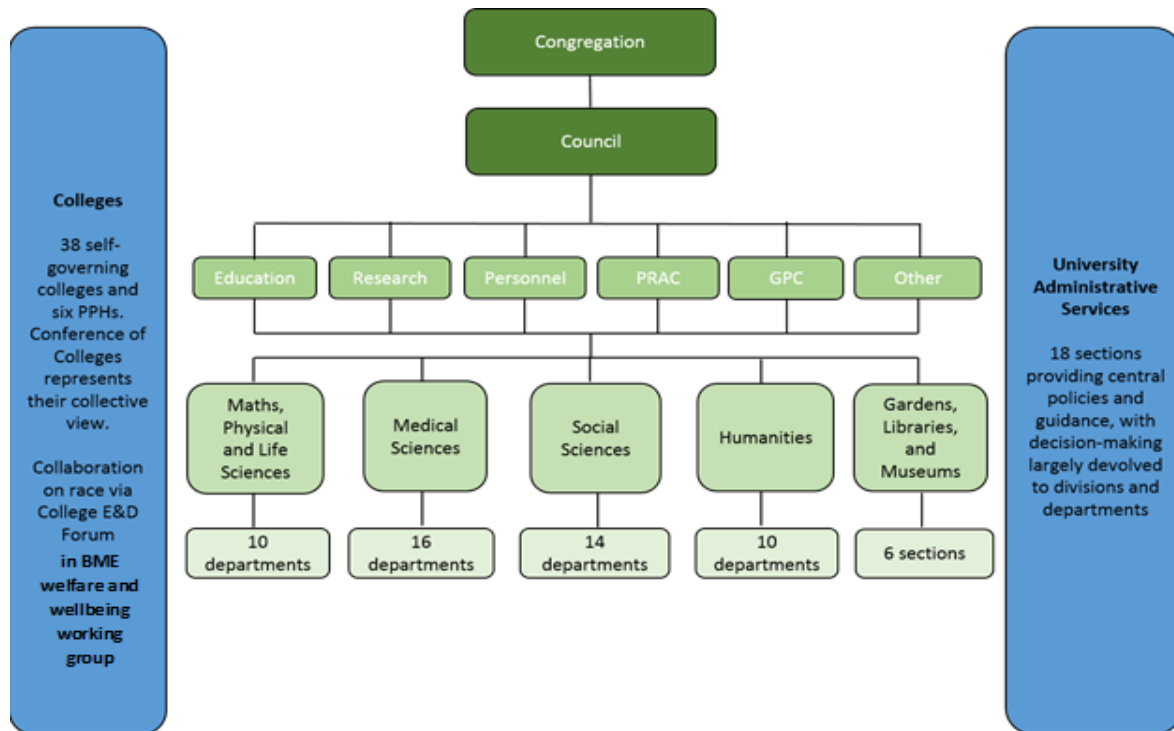 Congregation
Council
Colleges
38 self-
governing
colleges and
six PPHs.
Conference of
Colleges
represents
their collective
view.
Collaboration
on race via
College E&D
Forum
in BME
welfare and
wellbeing
working
group
Education
Research
Personnel
PRAC
GPC
Other
Maths,
Physical
and Life
Sciences
Medical
Sciences
Social
Sciences
Humanities
Gardens,
Libraries,
and
Museums
10
departments
16
departments
14
departments
10
departments
6 sections
University
Administrative
Services
18 sections
providing central
policies and
guidance, with
decision-making
largely devolved
to divisions and
departments